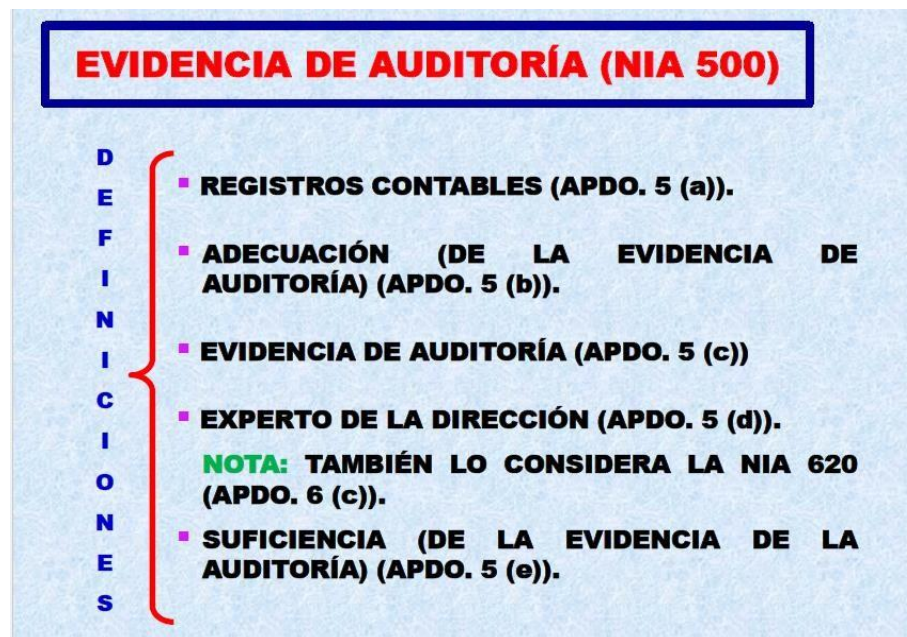 EVIDENCIA DE AUDITORÍA (NIA 500)
DEFINICIONES
▪ REGISTROS CONTABLES (APDO. 5 (a)).
▪ ADECUACIÓN (DE LA EVIDENCIA DE
AUDITORÍA) (APDO. 5 (b)).
▪ EVIDENCIA DE AUDITORÍA (APDO. 5 (c))
▪ EXPERTO DE LA DIRECCIÓN (APDO. 5 (d)).
NOTA: TAMBIÉN LO CONSIDERA LA NIA 620
(APDO. 6 (c)).
▪ SUFICIENCIA (DE LA EVIDENCIA DE LA
AUDITORÍA) (APDO. 5 (e)).